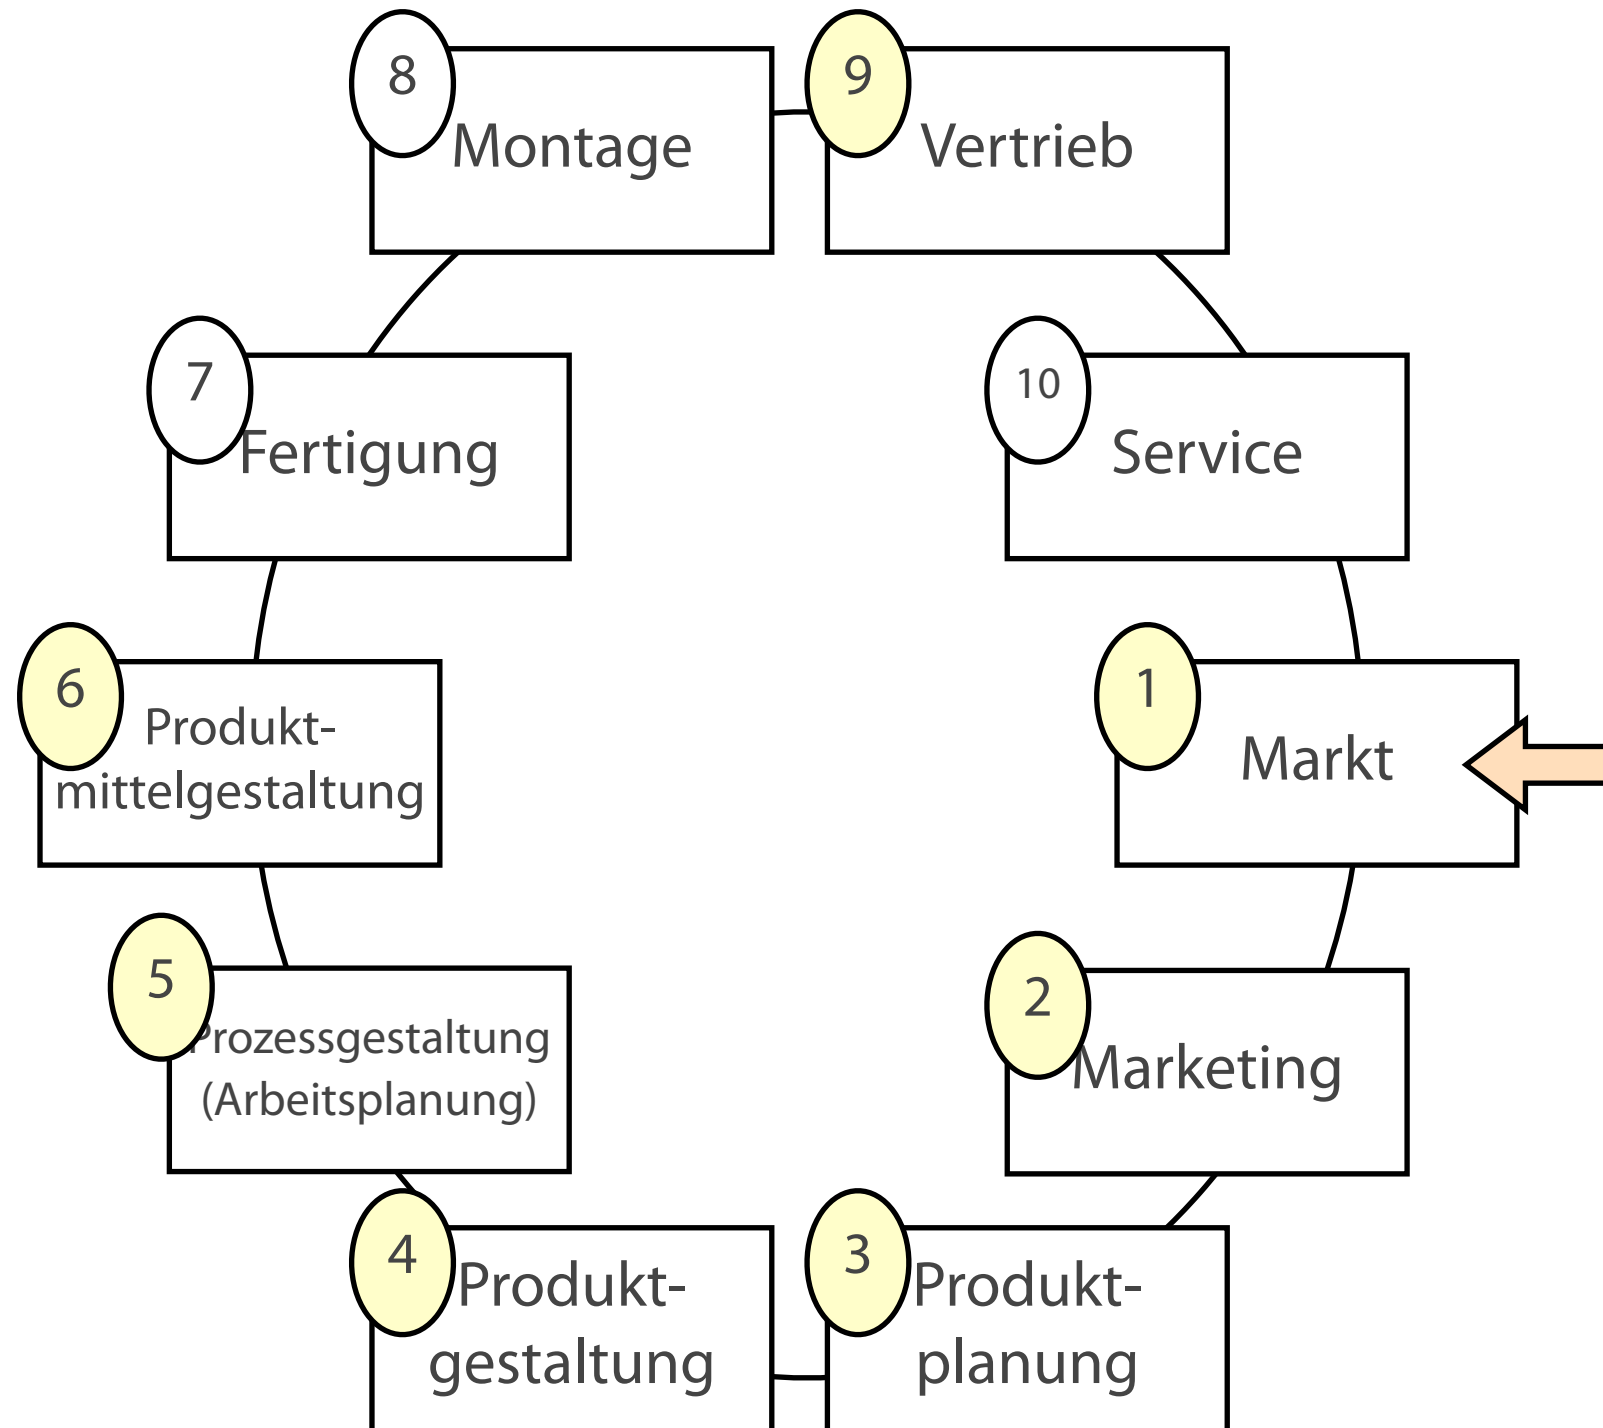 8
Montage
9
Vertrieb
7
Fertigung
10
Service
6
Produkt-
mittelgestaltung
1
Markt
5
Prozessgestaltung
(Arbeitsplanung)
2
Marketing
4
Produkt-
gestaltung
3
Produkt-
planung